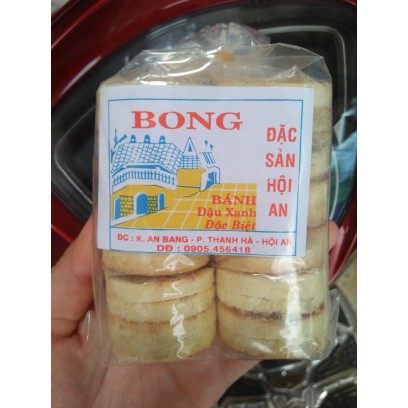 BONG
ĐẶC
SẢN
HỘI
AN
BÁNH
Đậu Xanh
Đặc Biệt
ĐC : K. AN BANG - P. THANH HÀ - HỘI AN
DĐ : 0905.456418